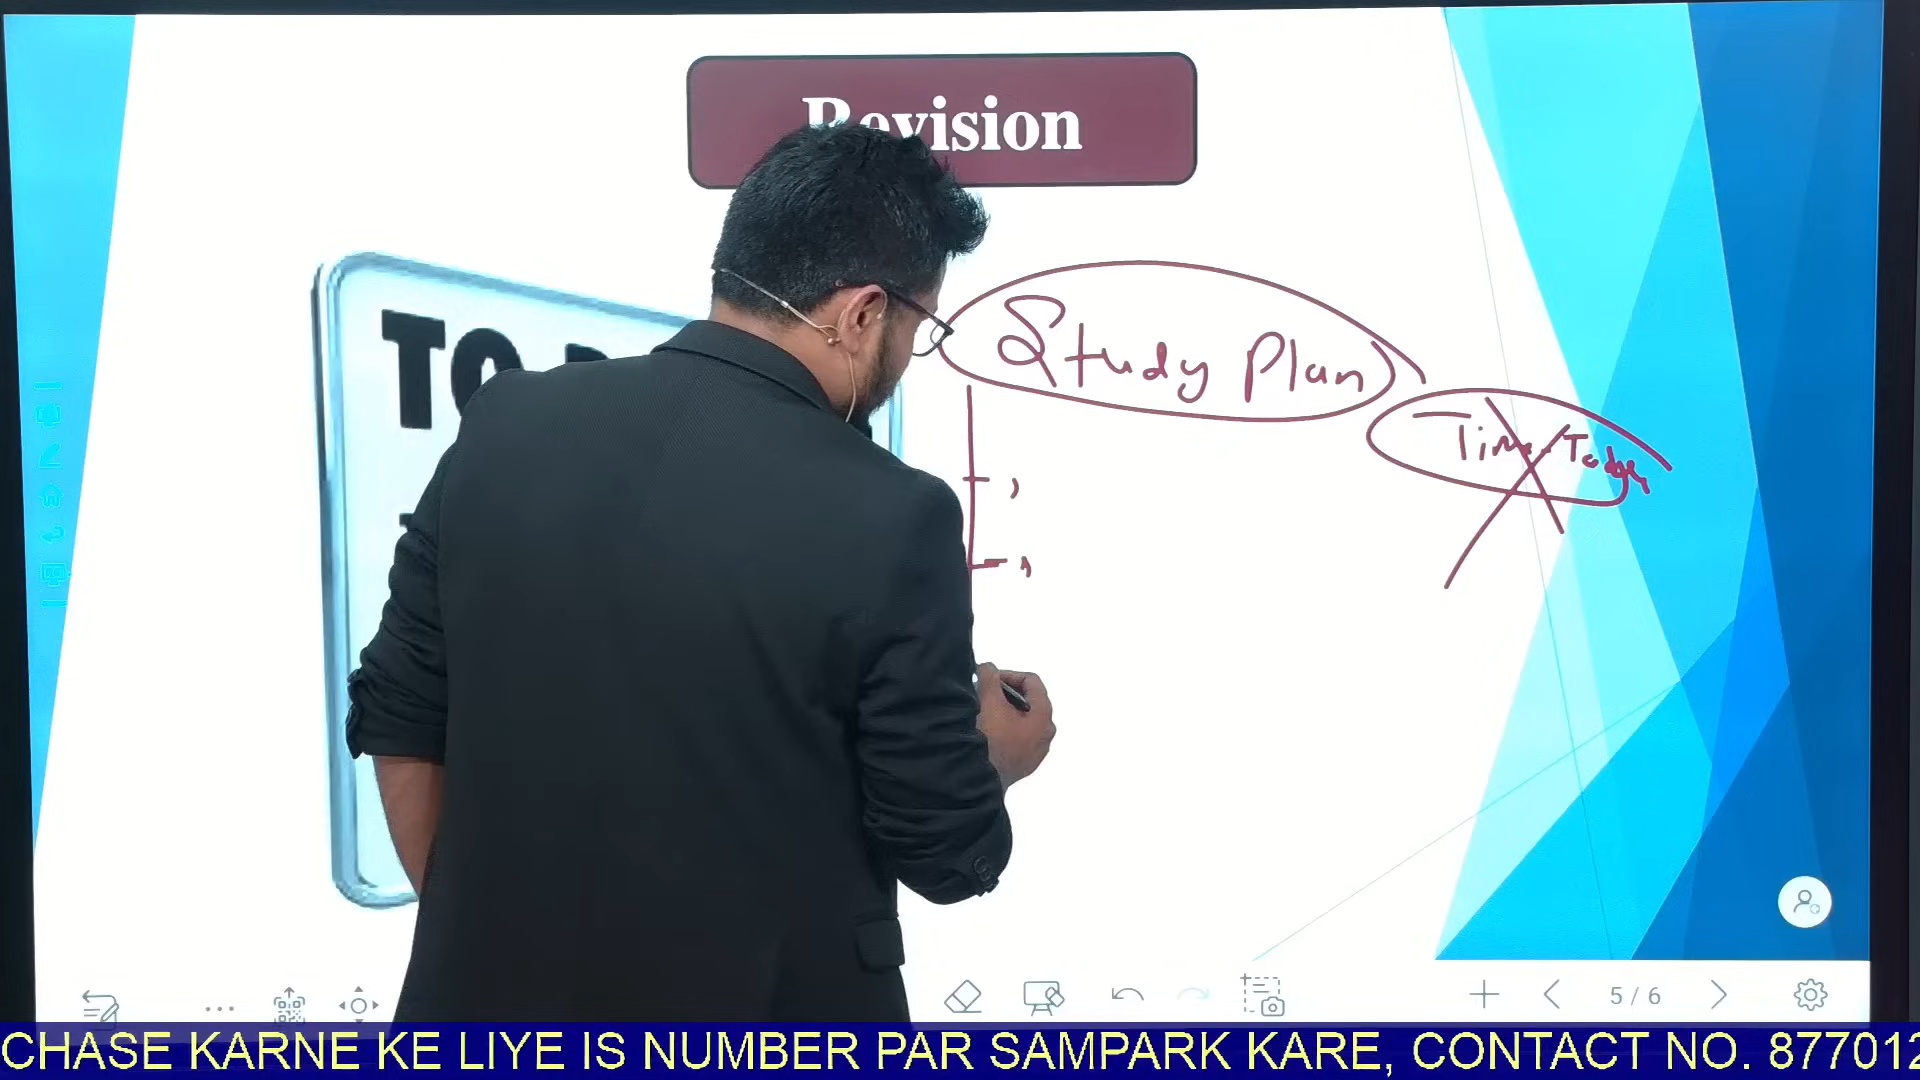 Revision
TO
Study Plan
Time
5 / 6
CHASE KARNE KE LIYE IS NUMBER PAR SAMPARK KARE, CONTACT NO. 877012